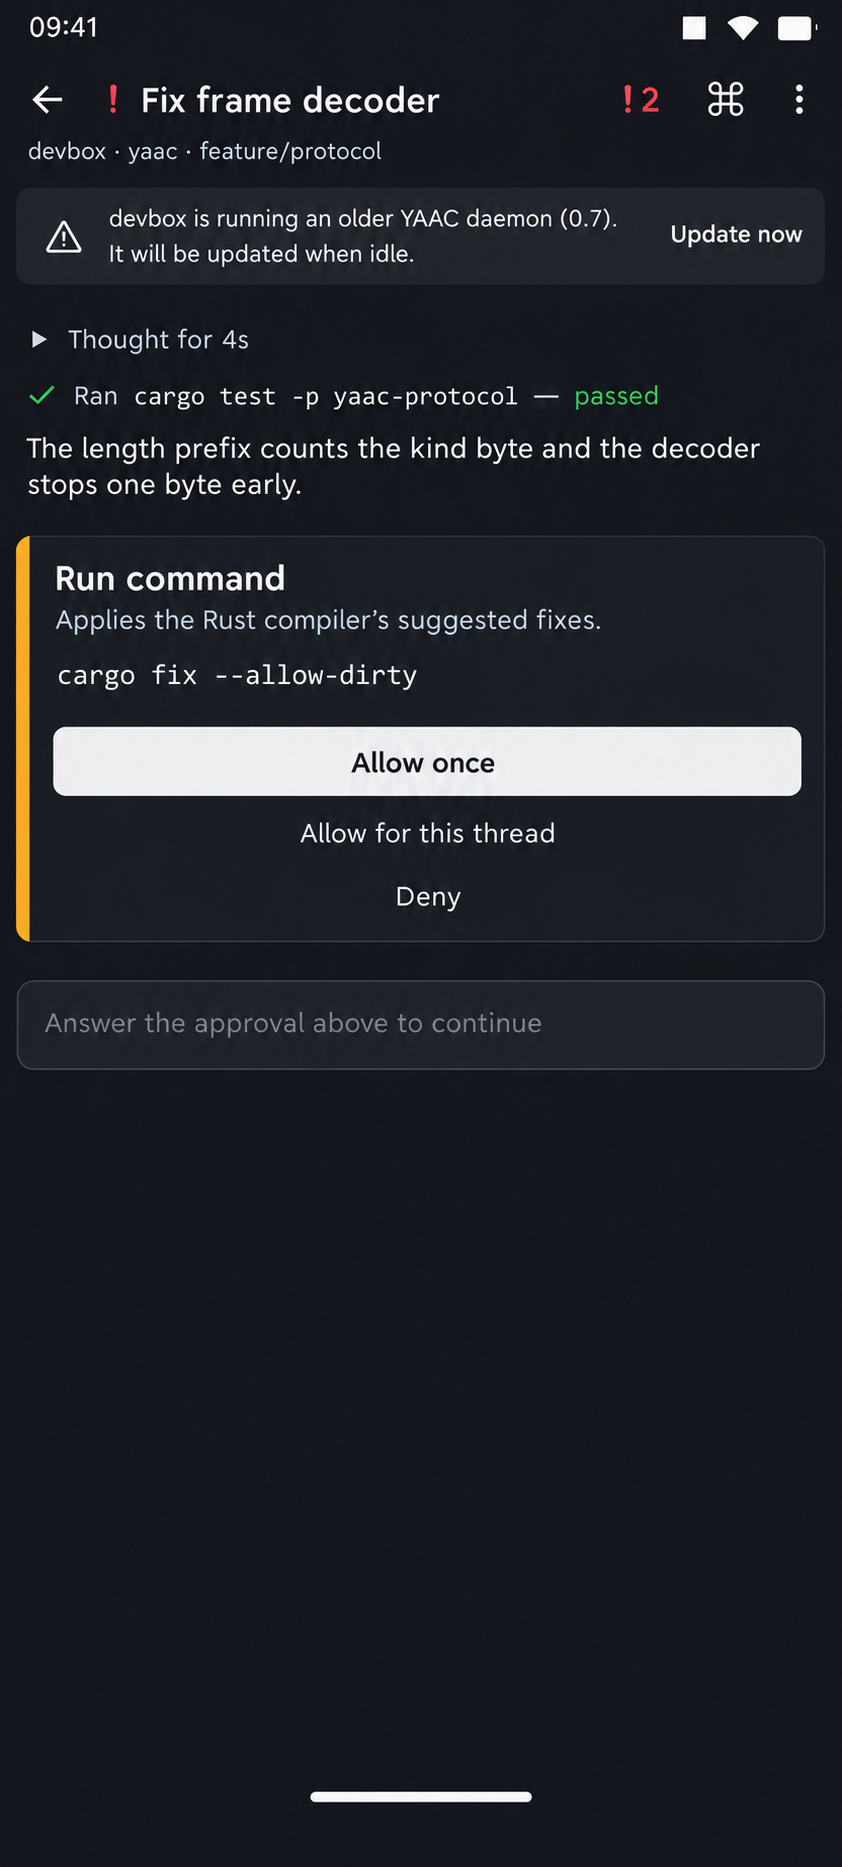 09:41
! Fix frame decoder !2 ⌘
devbox · yaac · feature/protocol
devbox is running an older YAAC daemon (0.7).
It will be updated when idle.
Update now
Thought for 4s
Ran cargo test -p yaac-protocol — passed
The length prefix counts the kind byte and the decoder
stops one byte early.
Run command
Applies the Rust compiler’s suggested fixes.
cargo fix --allow-dirty
Allow once
Allow for this thread
Deny
Answer the approval above to continue